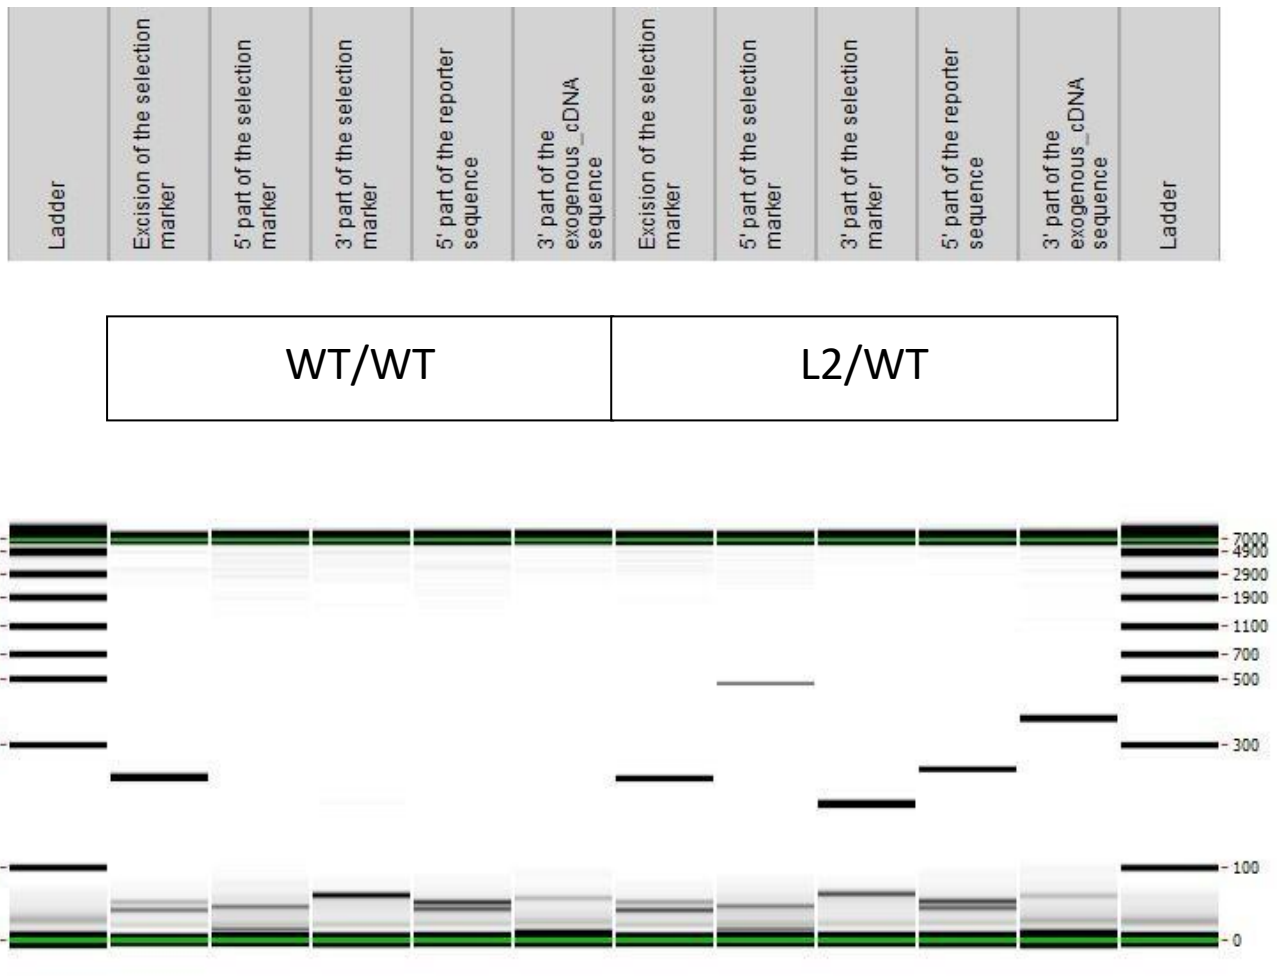 Ladder
Excision of the selection
marker
5' part of the selection
marker
3' part of the selection
marker
5' part of the reporter
sequence
3' part of the
exogenous_cDNA
sequence
Excision of the selection
marker
5' part of the selection
marker
3' part of the selection
marker
5' part of the reporter
sequence
3' part of the
exogenous_cDNA
sequence
Ladder
WT/WT
L2/WT
7000
4900
2900
1900
1100
700
500
300
100
0